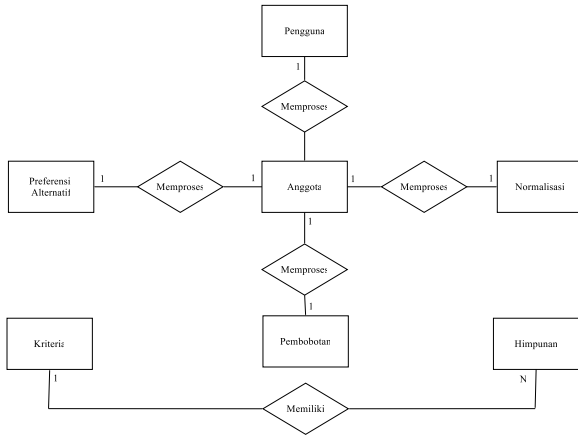 Pengguna
1
Memproses
Preferensi
Alternatif
1
Memproses
1
Anggota
1
Memproses
1
Normalisasi
1
Memproses
1
Kriteria
Pembobotan
Himpunan
1
N
Memiliki